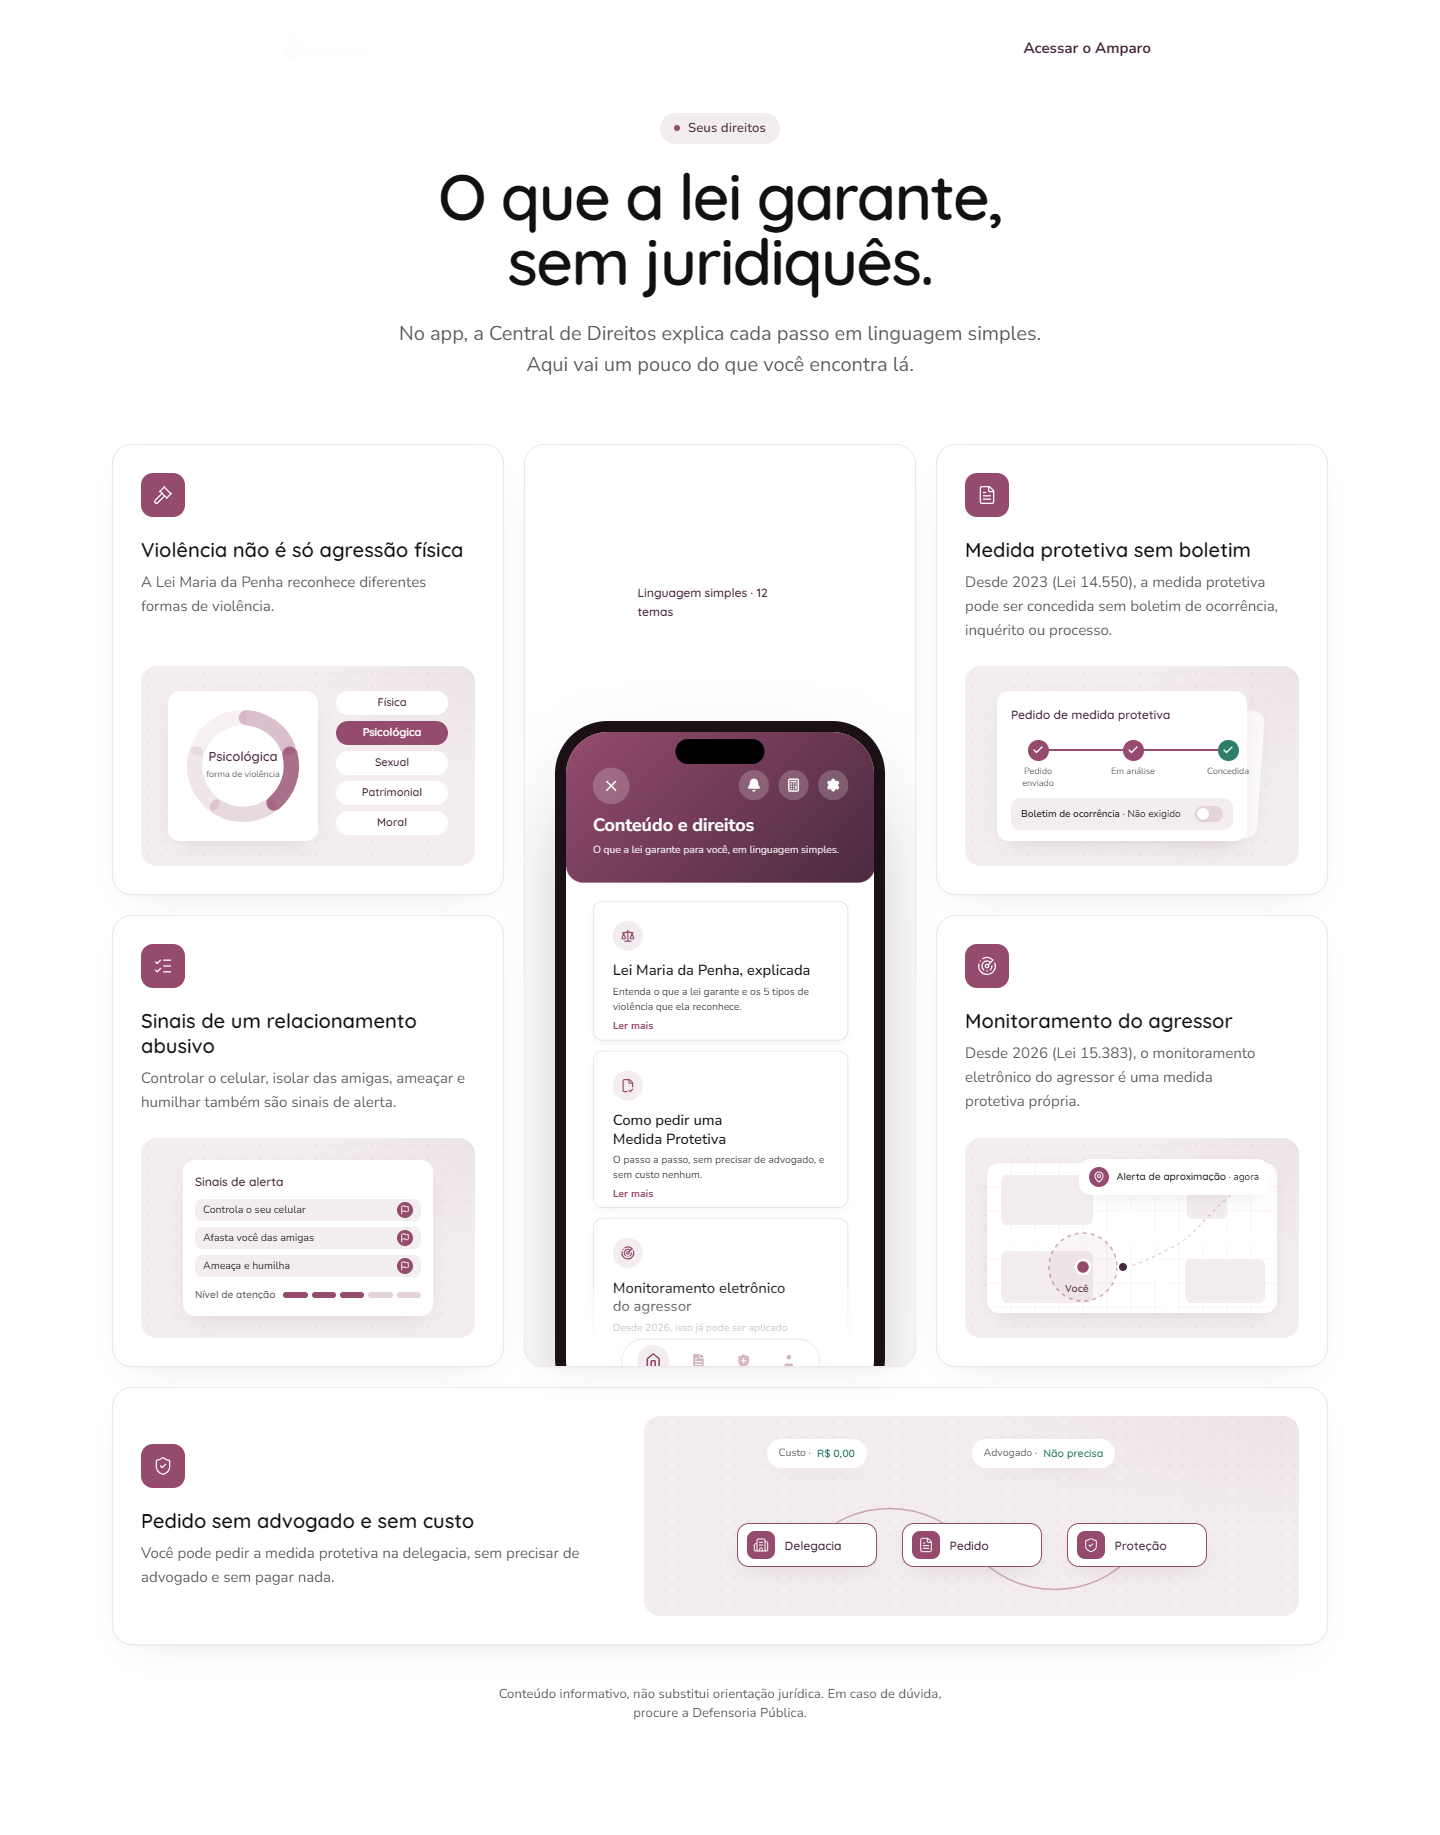 Amparo
Acessar o Amparo
Seus direitos
O que a lei garante,
sem juridiquês.
No app, a Central de Direitos explica cada passo em linguagem simples.
Aqui vai um pouco do que você encontra lá.
Violência não é só agressão física
A Lei Maria da Penha reconhece diferentes
formas de violência.
Psicológica
forma de violência
Física
Psicológica
Sexual
Patrimonial
Moral
Linguagem simples · 12
temas
Conteúdo e direitos
O que a lei garante para você, em linguagem simples.
Lei Maria da Penha, explicada
Entenda o que a lei garante e os 5 tipos de
violência que ela reconhece.
Ler mais
Como pedir uma
Medida Protetiva
O passo a passo, sem precisar de advogado, e
sem custo nenhum.
Ler mais
Monitoramento eletrônico
do agressor
Desde 2026, isso já pode ser aplicado
Medida protetiva sem boletim
Desde 2023 (Lei 14.550), a medida protetiva
pode ser concedida sem boletim de ocorrência,
inquérito ou processo.
Pedido de medida protetiva
Pedido
enviado
Em análise
Concedida
Boletim de ocorrência · Não exigido
Sinais de um relacionamento
abusivo
Controlar o celular, isolar das amigas, ameaçar e
humilhar também são sinais de alerta.
Sinais de alerta
Controla o seu celular
Afasta você das amigas
Ameaça e humilha
Nível de atenção
Monitoramento do agressor
Desde 2026 (Lei 15.383), o monitoramento
eletrônico do agressor é uma medida
protetiva própria.
Alerta de aproximação · agora
Você
Pedido sem advogado e sem custo
Você pode pedir a medida protetiva na delegacia, sem precisar de
advogado e sem pagar nada.
Custo · R$ 0,00
Advogado · Não precisa
Delegacia
Pedido
Proteção
Conteúdo informativo, não substitui orientação jurídica. Em caso de dúvida,
procure a Defensoria Pública.